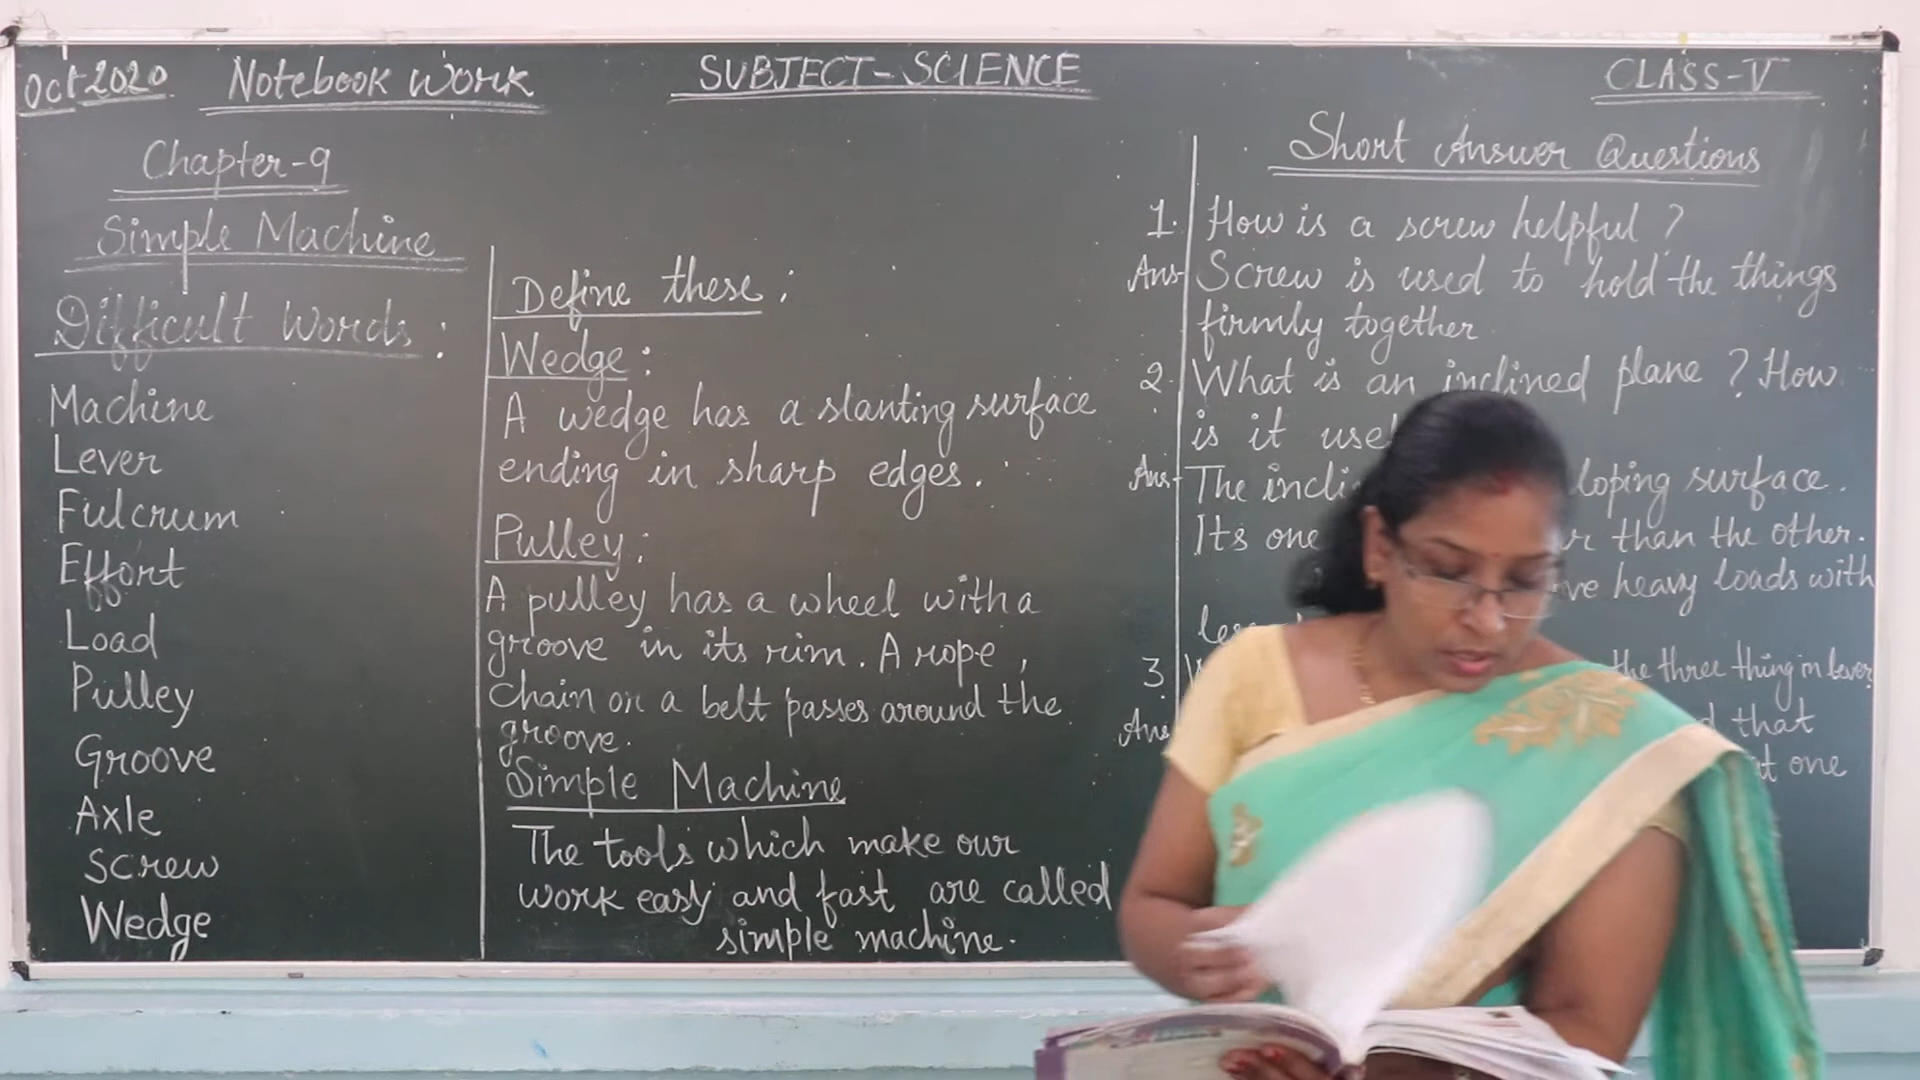 Oct 2020 Notebook Work SUBJECT-SCIENCE CLASS-V
Chapter-9
Simple Machine
Difficult Words :
Machine
Lever
Fulcrum
Effort
Load
Pulley
Groove
Axle
Screw
Wedge
Define these :
Wedge :
A wedge has a slanting surface
ending in sharp edges.
Pulley :
A pulley has a wheel with a
groove in its rim. A rope,
chain or a belt passes around the
groove.
Simple Machine
The tools which make our
work easy and fast are called
simple machine.
Short Answer Questions
1. How is a screw helpful ?
Ans- Screw is used to hold the things
firmly together
2. What is an inclined plane ? How
is it
Ans- The surface.
Its one than the other.
heavy loads with
3. the three thing in lever
Ans that
at one